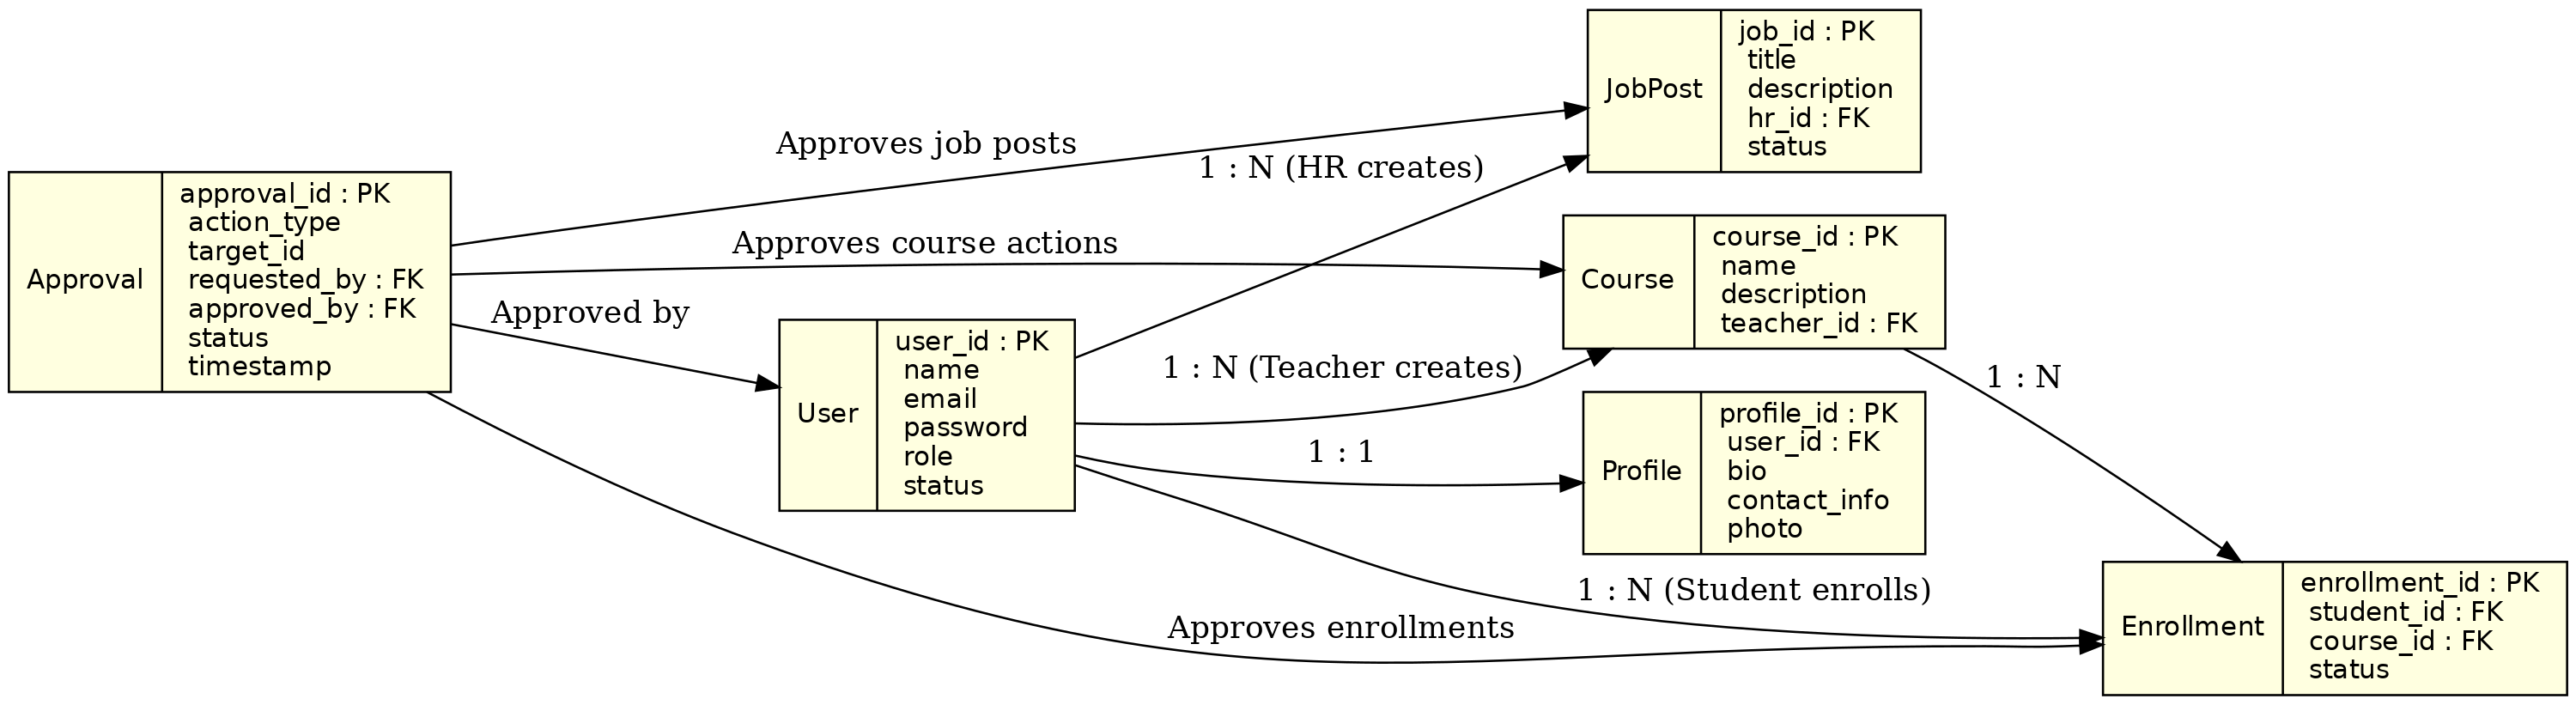 JobPost
job_id : PK
title
description
hr_id : FK
status
Approves job posts
1 : N (HR creates)
Approval
approval_id : PK
action_type
target_id
requested_by : FK
approved_by : FK
status
timestamp
Approves course actions
Course
course_id : PK
name
description
teacher_id : FK
Approved by
User
user_id : PK
name
email
password
role
status
1 : N (Teacher creates)
1 : N
1 : 1
Profile
profile_id : PK
user_id : FK
bio
contact_info
photo
1 : N (Student enrolls)
Approves enrollments
Enrollment
enrollment_id : PK
student_id : FK
course_id : FK
status